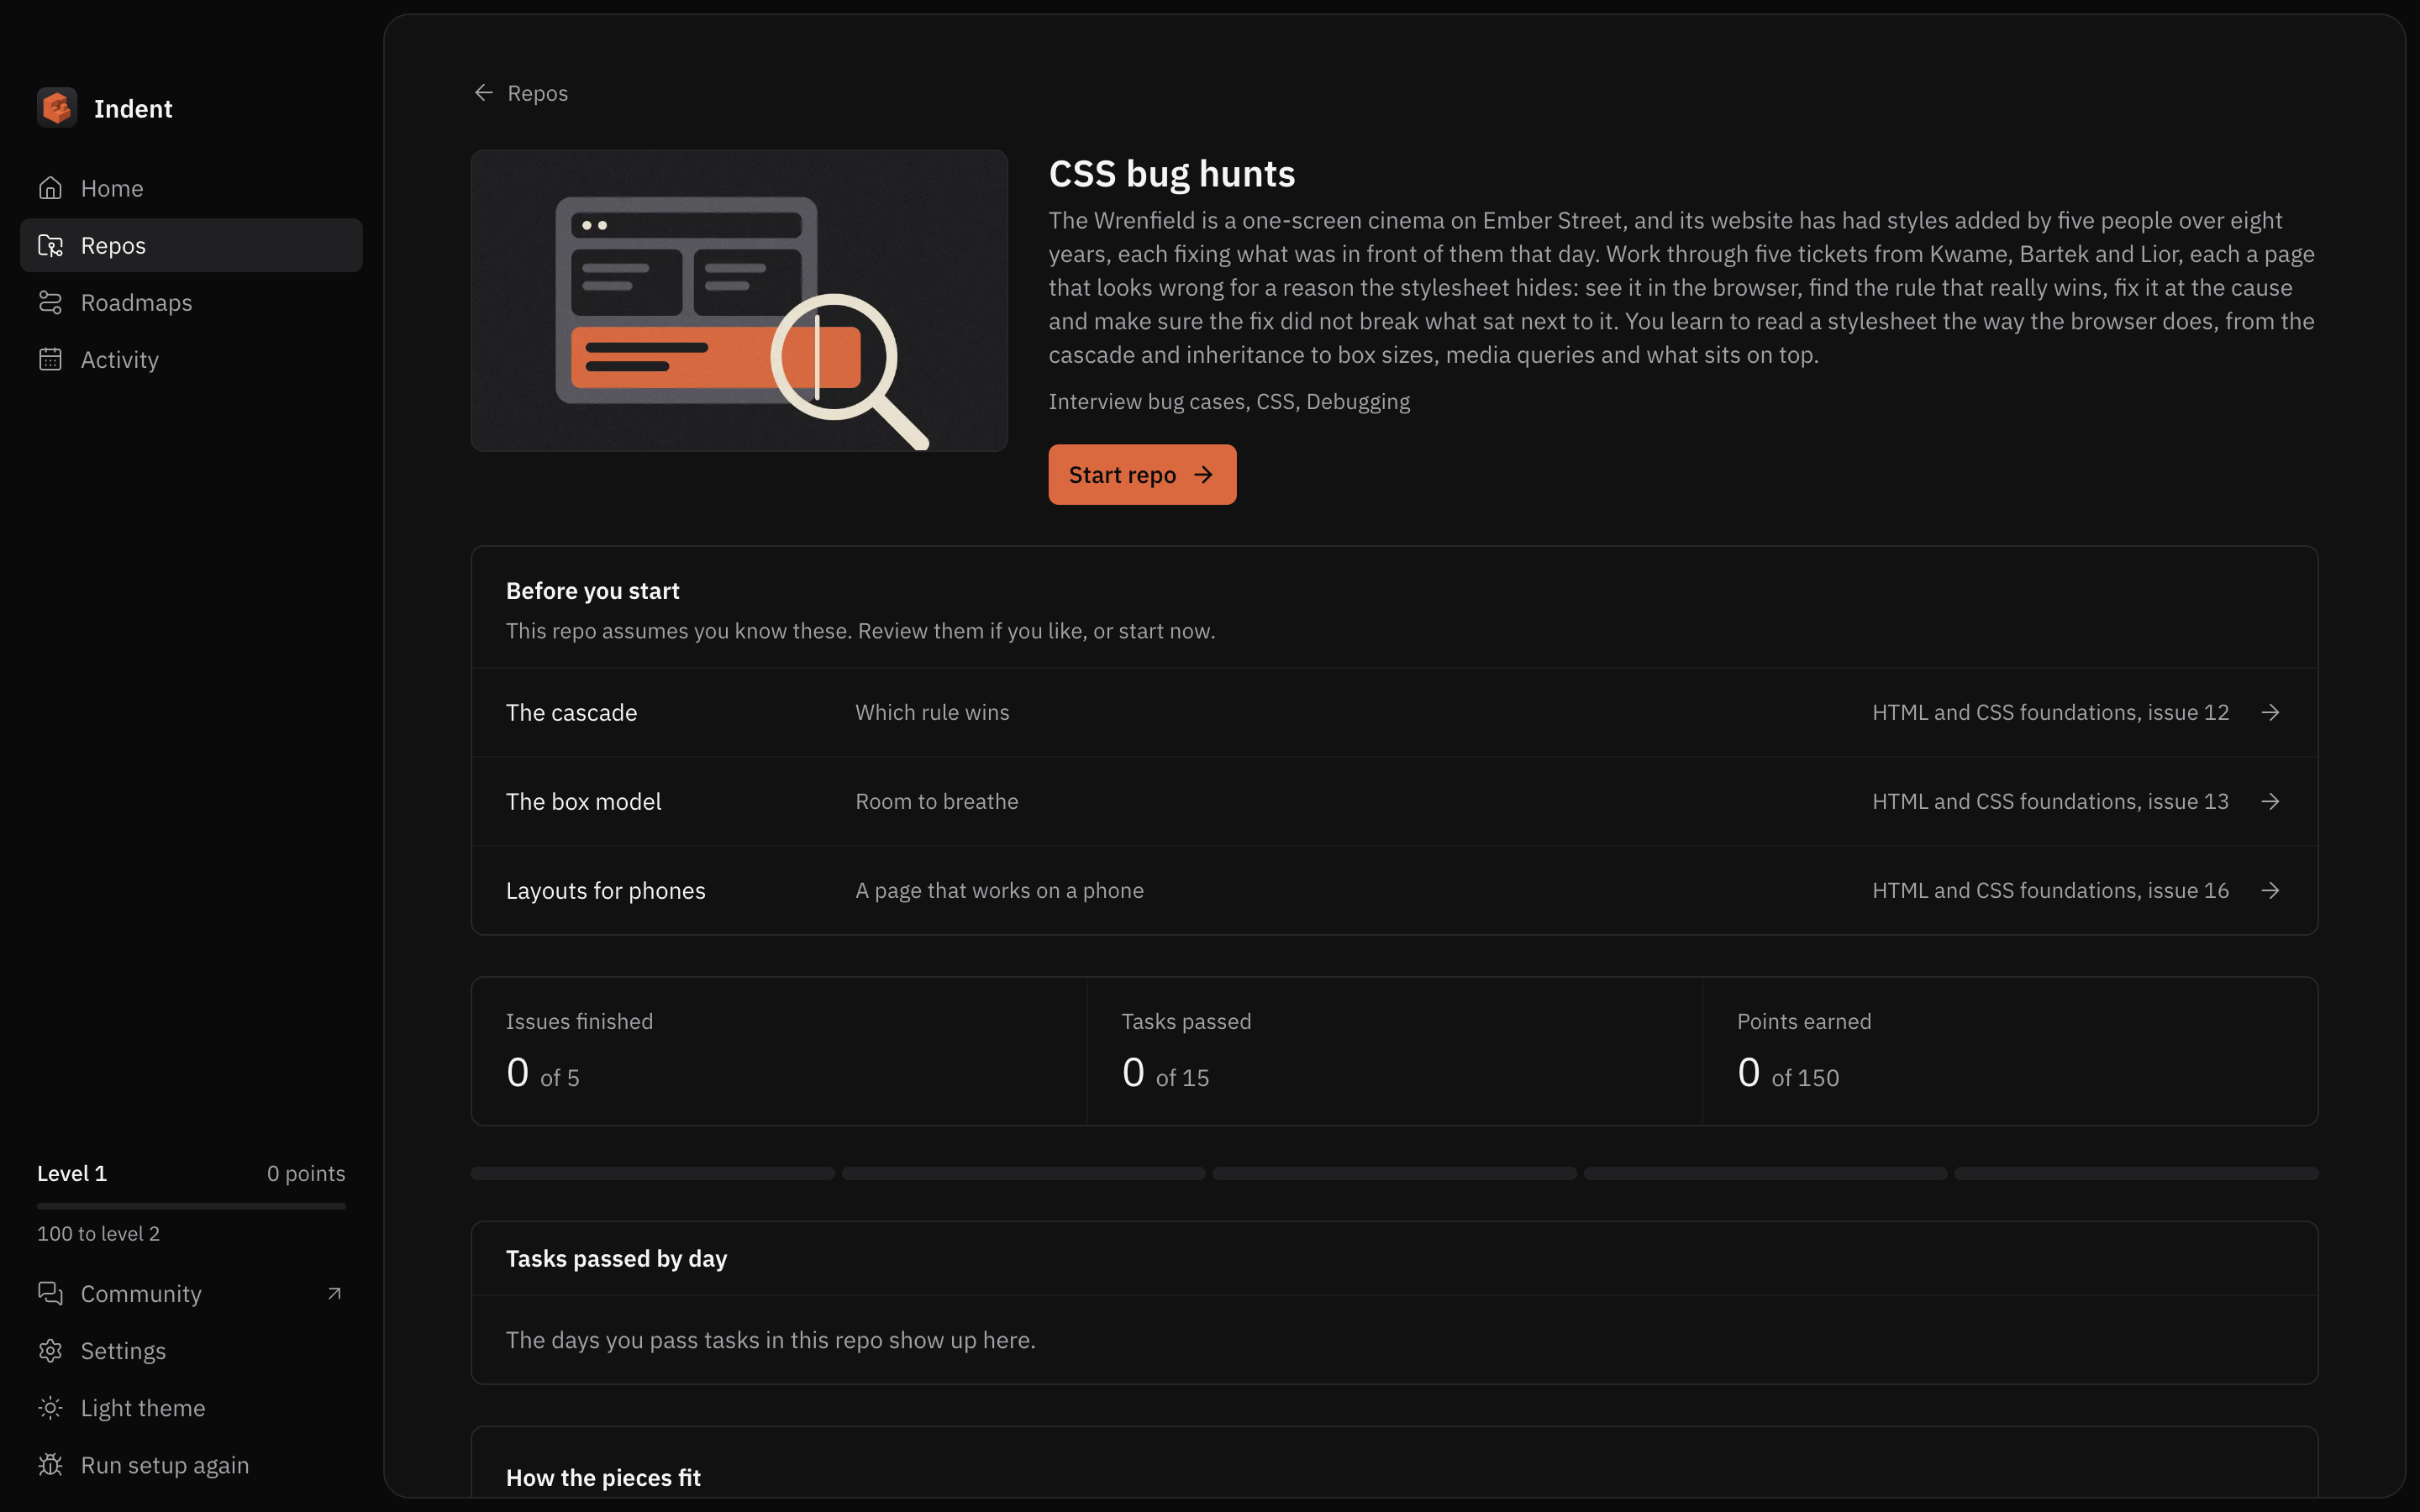 Indent
Home
Repos
Roadmaps
Activity
Level 1
0 points
100 to level 2
Community
Settings
Light theme
Run setup again
Repos
CSS bug hunts
The Wrenfield is a one-screen cinema on Ember Street, and its website has had styles added by five people over eight
years, each fixing what was in front of them that day. Work through five tickets from Kwame, Bartek and Lior, each a page
that looks wrong for a reason the stylesheet hides: see it in the browser, find the rule that really wins, fix it at the cause
and make sure the fix did not break what sat next to it. You learn to read a stylesheet the way the browser does, from the
cascade and inheritance to box sizes, media queries and what sits on top.
Interview bug cases, CSS, Debugging
Start repo
Before you start
This repo assumes you know these. Review them if you like, or start now.
The cascade
Which rule wins
HTML and CSS foundations, issue 12
The box model
Room to breathe
HTML and CSS foundations, issue 13
Layouts for phones
A page that works on a phone
HTML and CSS foundations, issue 16
Issues finished
0 of 5
Tasks passed
0 of 15
Points earned
0 of 150
Tasks passed by day
The days you pass tasks in this repo show up here.
How the pieces fit